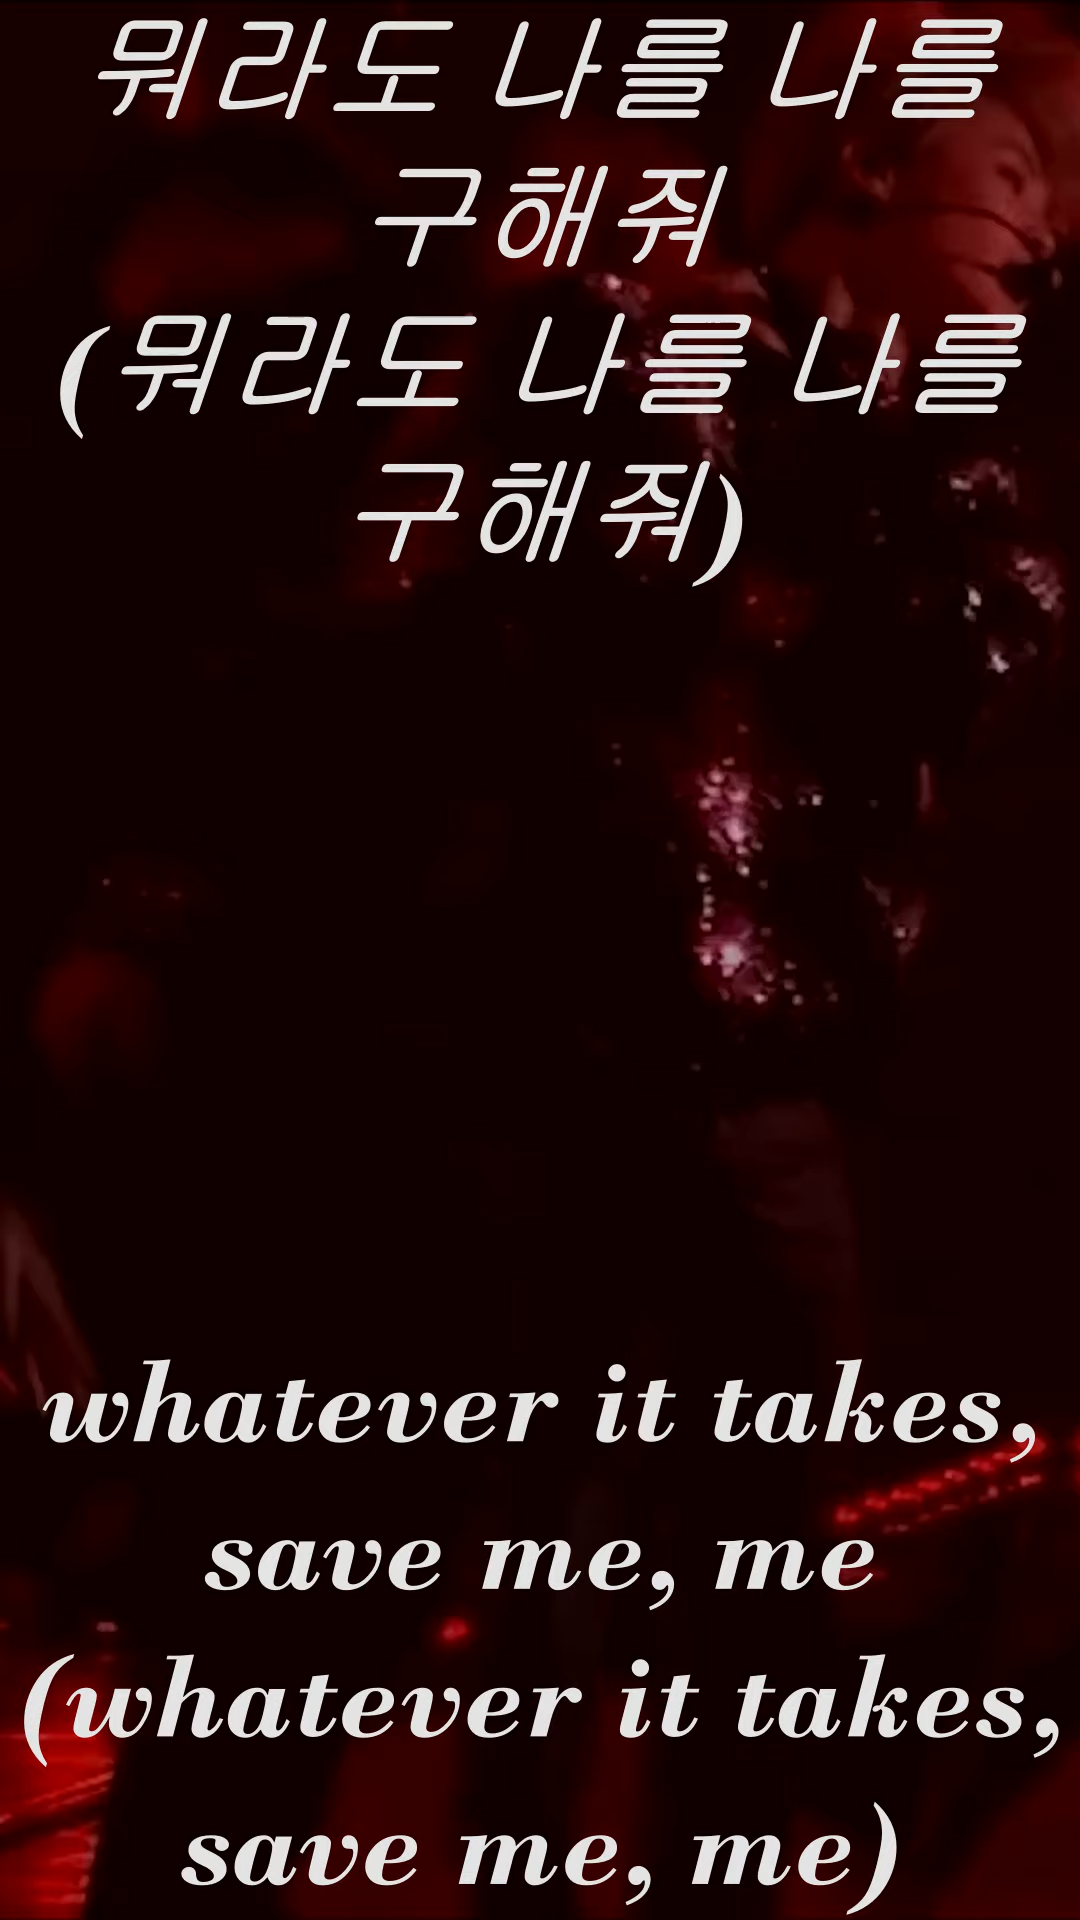 뭐라도 나를 나를
구해줘
(뭐라도 나를 나를
구해줘)
whatever it takes,
save me, me
(whatever it takes,
save me, me)